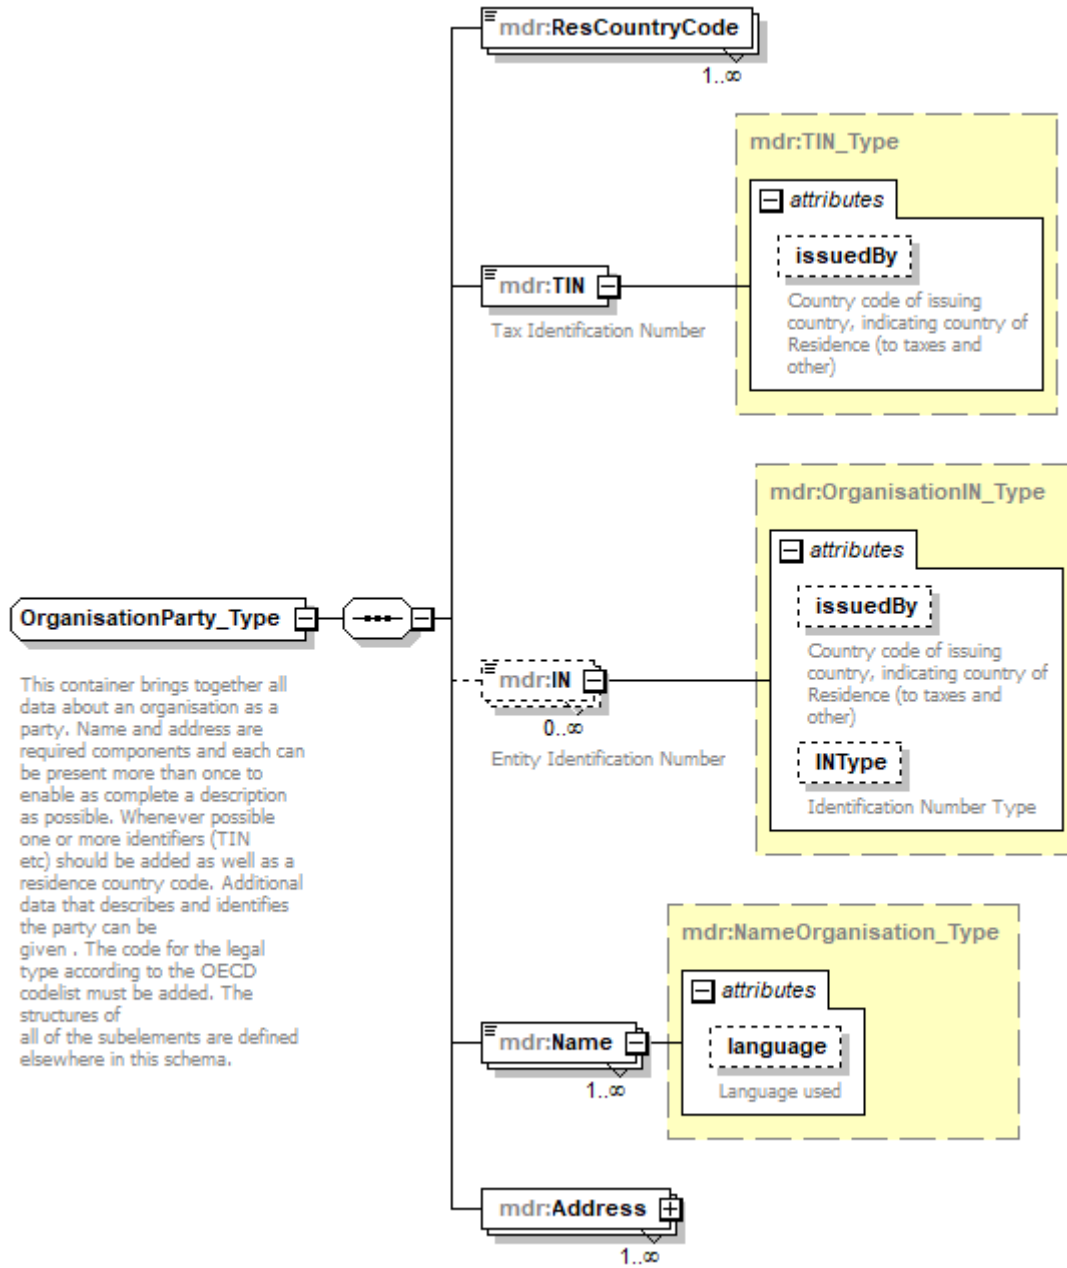 mdr:ResCountryCode
1..∞
mdr:TIN_Type
attributes
issuedBy
Country code of issuing
country, indicating country of
Residence (to taxes and
other)
mdr:TIN
Tax Identification Number
mdr:OrganisationIN_Type
attributes
issuedBy
Country code of issuing
country, indicating country of
Residence (to taxes and
other)
INType
Identification Number Type
mdr:IN
0..∞
Entity Identification Number
OrganisationParty_Type
This container brings together all
data about an organisation as a
party. Name and address are
required components and each can
be present more than once to
enable as complete a description
as possible. Whenever possible
one or more identifiers (TIN
etc) should be added as well as a
residence country code. Additional
data that describes and identifies
the party can be
given . The code for the legal
type according to the OECD
codelist must be added. The
structures of
all of the subelements are defined
elsewhere in this schema.
mdr:NameOrganisation_Type
attributes
language
Language used
mdr:Name
1..∞
mdr:Address
1..∞